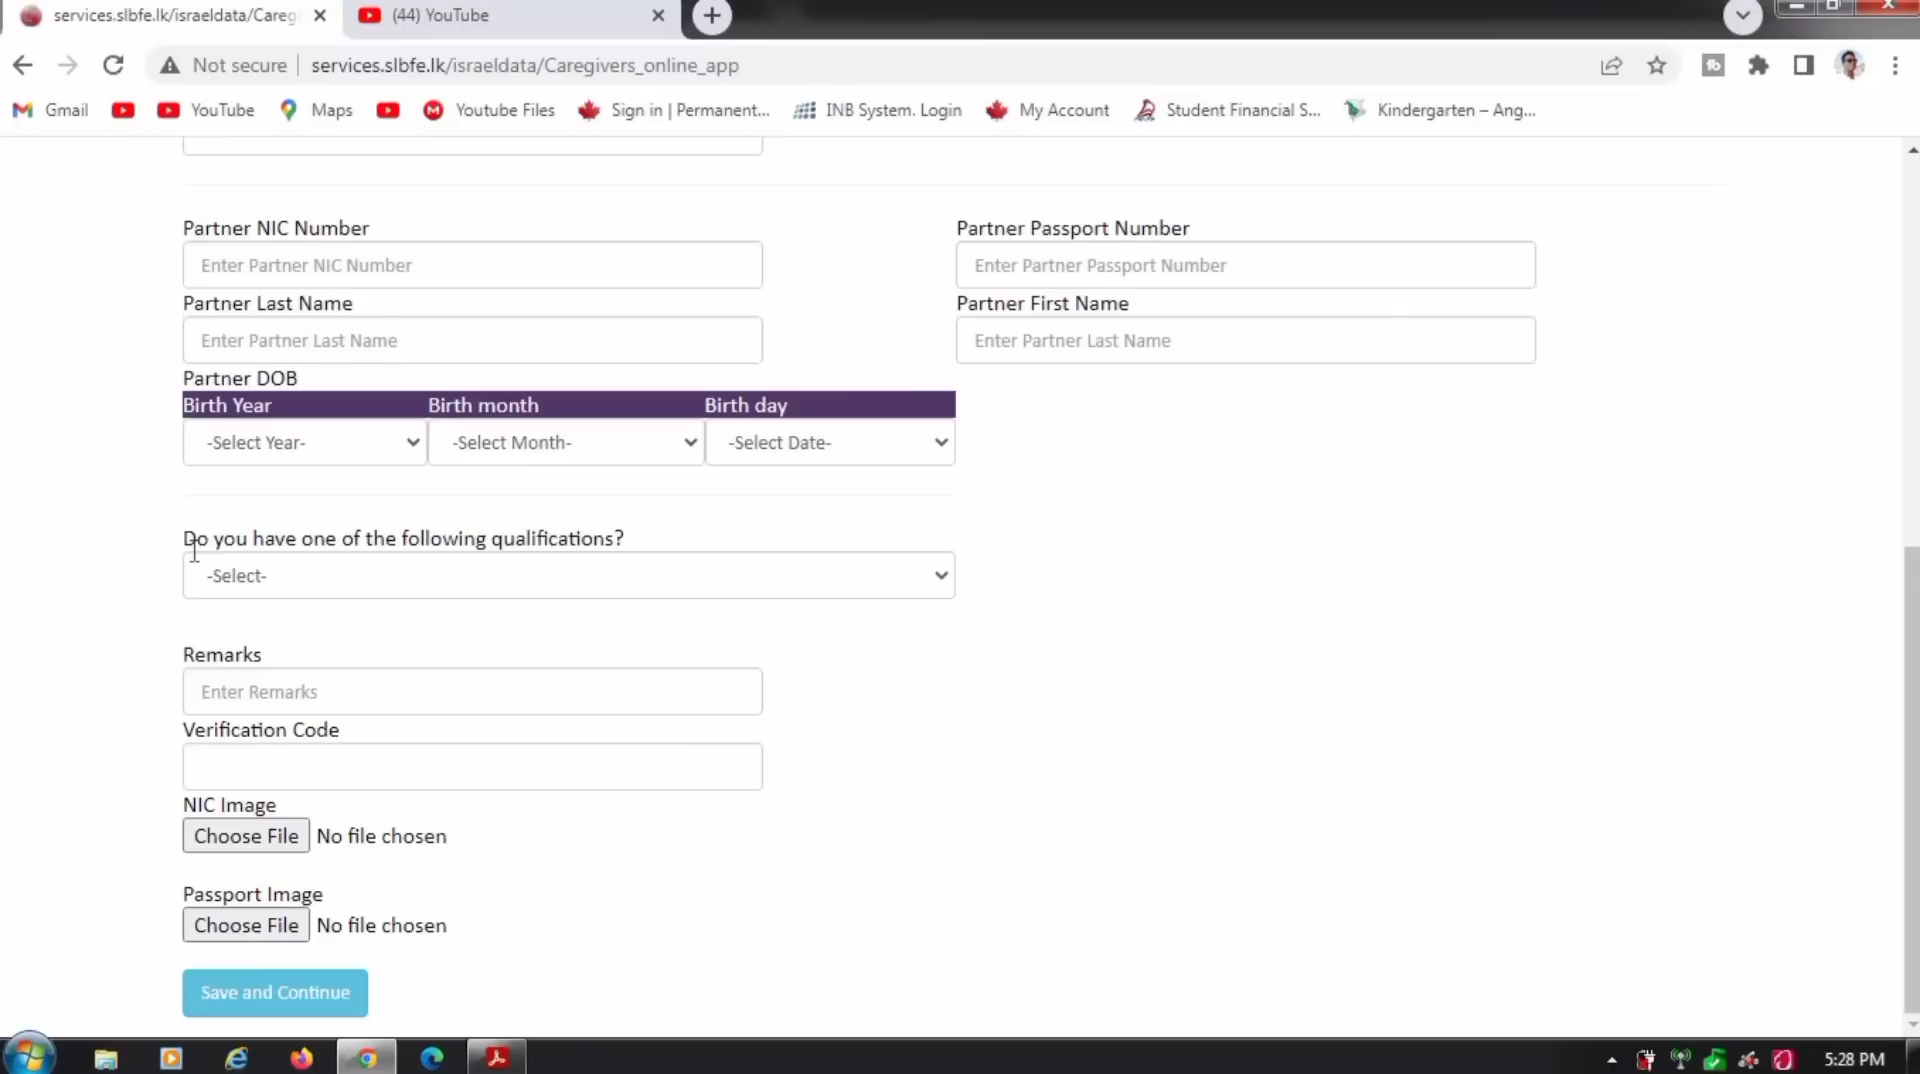 services.slbfe.lk/israeldata/Careg
(44) YouTube
Not secure
services.slbfe.lk/israeldata/Caregivers_online_app
Gmail
YouTube
Maps
Youtube Files
Sign in | Permanent...
INB System. Login
My Account
Student Financial S...
Kindergarten – Ang...
Partner NIC Number
Partner Passport Number
Enter Partner NIC Number
Enter Partner Passport Number
Partner Last Name
Partner First Name
Enter Partner Last Name
Enter Partner Last Name
Partner DOB
Birth Year
Birth month
Birth day
-Select Year-
-Select Month-
-Select Date-
Do you have one of the following qualifications?
-Select-
Remarks
Enter Remarks
Verification Code
NIC Image
Choose File No file chosen
Passport Image
Choose File No file chosen
Save and Continue
5:28 PM